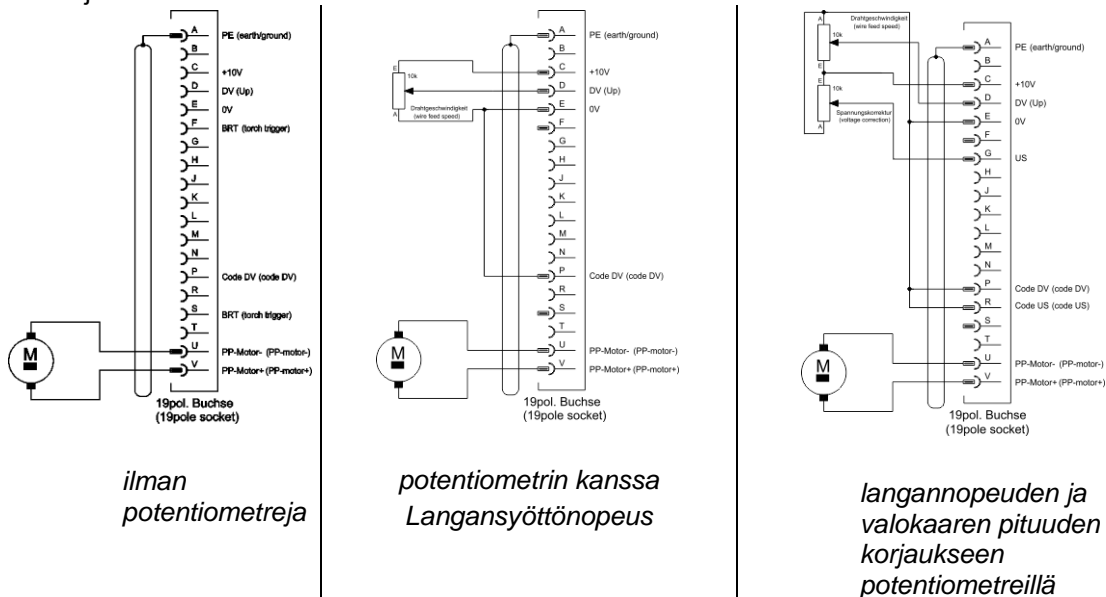 A
PE (earth/ground)
B
C
+10V
D
DV (Up)
E
0V
F
BRT (torch trigger)
G
H
J
K
L
M
N
P
Code DV (code DV)
R
S
BRT (torch trigger)
T
U
PP-Motor- (PP-motor-)
V
PP-Motor+ (PP-motor+)
M
19pol. Buchse
(19pole socket)
ilman
potentiometreja
A
PE (earth/ground)
B
C
+10V
D
DV (Up)
E
0V
F
G
H
J
K
L
M
N
P
Code DV (code DV)
R
S
T
U
PP-Motor- (PP-motor-)
V
PP-Motor+ (PP-motor+)
E
10k
A
Drahtgeschwindigkeit
(wire feed speed)
M
19pol. Buchse
(19pole socket)
potentiometrin kanssa
Langansyöttönopeus
A
Drahtgeschwindigkeit
(wire feed speed)
10k
E
E
10k
Spannungskorrektur
(voltage correction)
A
A
PE (earth/ground)
B
C
+10V
D
DV (Up)
E
0V
F
G
US
H
J
K
L
M
N
P
Code DV (code DV)
R
Code US (code US)
S
T
U
PP-Motor- (PP-motor-)
V
PP-Motor+ (PP-motor+)
M
19pol. Buchse
(19pole socket)
langannopeuden ja
valokaaren pituuden
korjaukseen
potentiometreillä